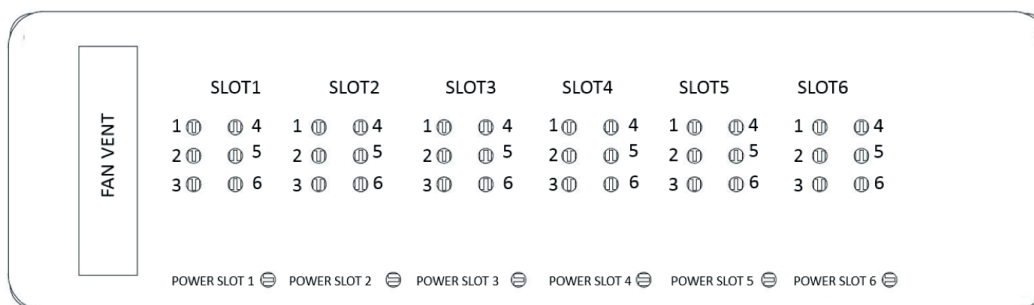 FAN VENT
SLOT1 SLOT2 SLOT3 SLOT4 SLOT5 SLOT6
1 4 1 4 1 4 1 4 1 4 1 4
2 5 2 5 2 5 2 5 2 5 2 5
3 6 3 6 3 6 3 6 3 6 3 6
POWER SLOT 1 POWER SLOT 2 POWER SLOT 3 POWER SLOT 4 POWER SLOT 5 POWER SLOT 6